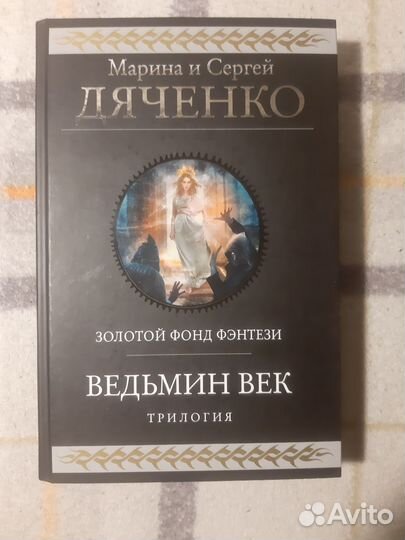 Марина и Сергей
ДЯЧЕНКО
ЗОЛОТОЙ ФОНД ФЭНТЕЗИ
ВЕДЬМИН ВЕК
ТРИЛОГИЯ
Avito